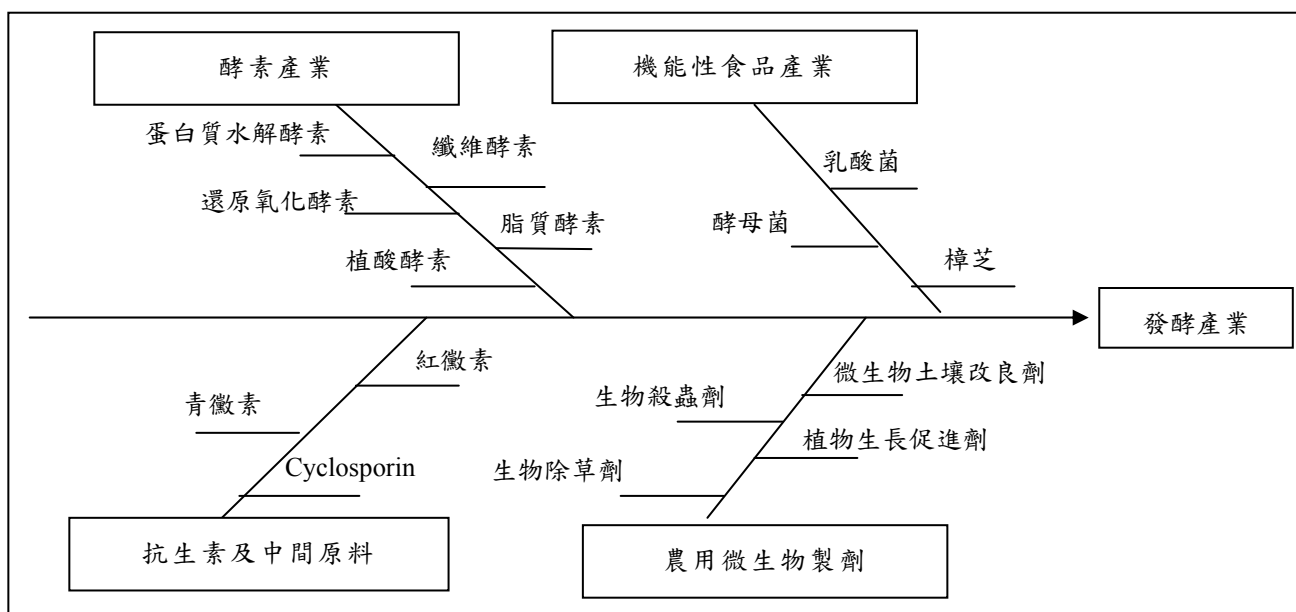 酵素產業
機能性食品產業
蛋白質水解酵素
纖維酵素
還原氧化酵素
脂質酵素
植酸酵素
乳酸菌
酵母菌
樟芝
發酵產業
紅黴素
青黴素
Cyclosporin
微生物土壤改良劑
生物殺蟲劑
植物生長促進劑
生物除草劑
抗生素及中間原料
農用微生物製劑